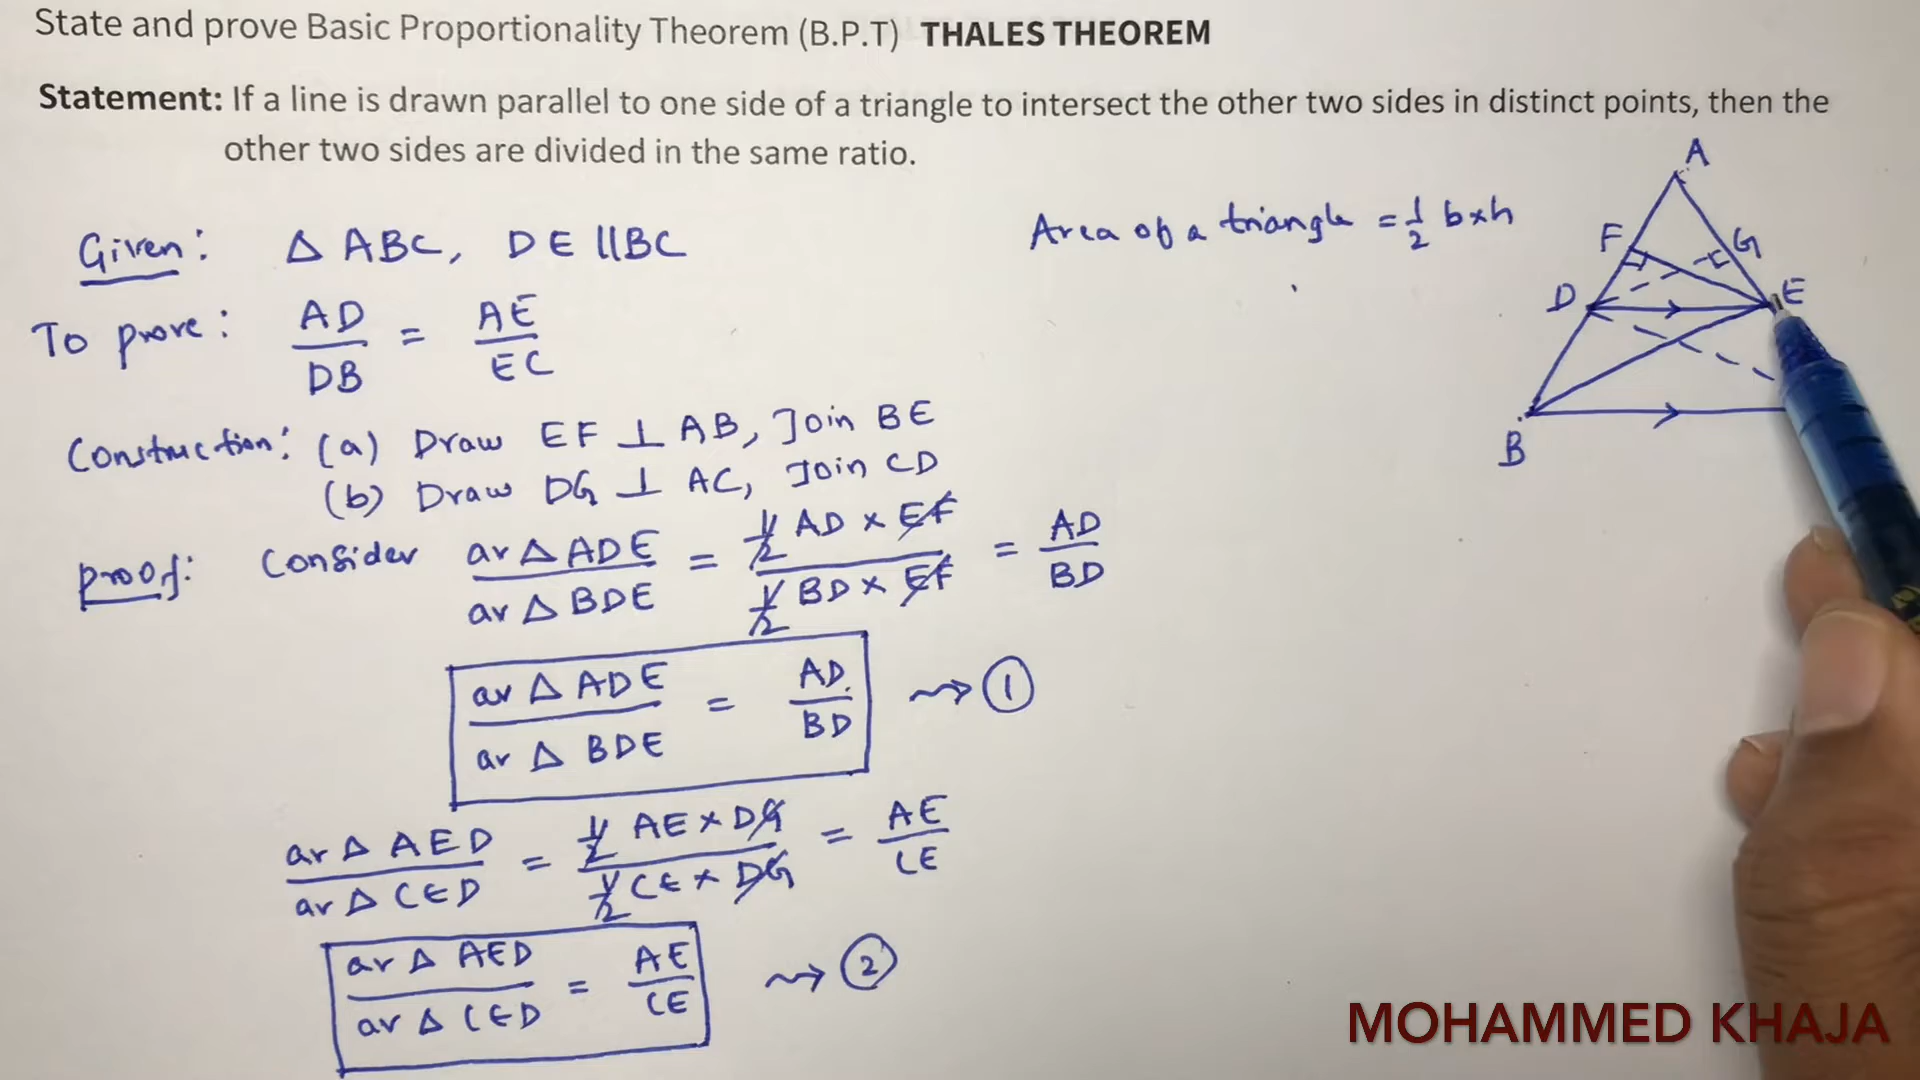 State and prove Basic Proportionality Theorem (B.P.T) THALES THEOREM
Statement: If a line is drawn parallel to one side of a triangle to intersect the other two sides in distinct points, then the
other two sides are divided in the same ratio.
Given: Δ ABC, DE ||BC
To prove: AD/DB = AE/EC
Construction: (a) Draw EF ⊥ AB, Join BE
(b) Draw DG ⊥ AC, Join CD
Proof: Consider ar Δ ADE / ar Δ BDE = 1/2 AD × EF / 1/2 BD × EF = AD/BD
ar Δ ADE / ar Δ BDE = AD/BD → 1
ar Δ AED / ar Δ CED = 1/2 AE × DG / 1/2 CE × DG = AE/CE
ar Δ AED / ar Δ CED = AE/CE → 2
Area of a triangle = 1/2 b×h
A
F
G
D
E
B
MOHAMMED KHAJA